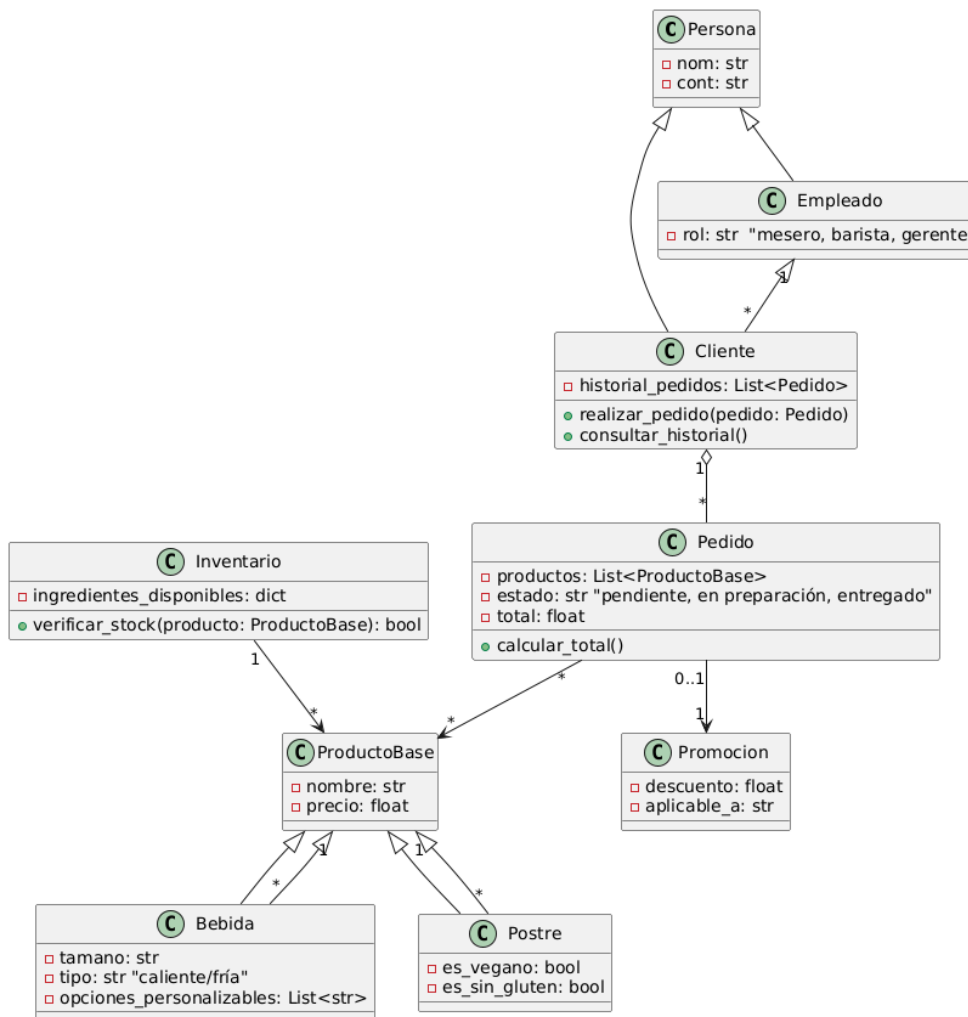 C Persona
nom: str
cont: str
C Empleado
rol: str "mesero, barista, gerente
1
*
C Cliente
historial_pedidos: List<Pedido>
realizar_pedido(pedido: Pedido)
consultar_historial()
1
*
C Inventario
ingredientes_disponibles: dict
verificar_stock(producto: ProductoBase): bool
C Pedido
productos: List<ProductoBase>
estado: str "pendiente, en preparación, entregado"
total: float
calcular_total()
1
*
*
*
0..1
1
C ProductoBase
nombre: str
precio: float
C Promocion
descuento: float
aplicable_a: str
1
*
1
*
C Bebida
tamano: str
tipo: str "caliente/fría"
opciones_personalizables: List<str>
C Postre
es_vegano: bool
es_sin_gluten: bool